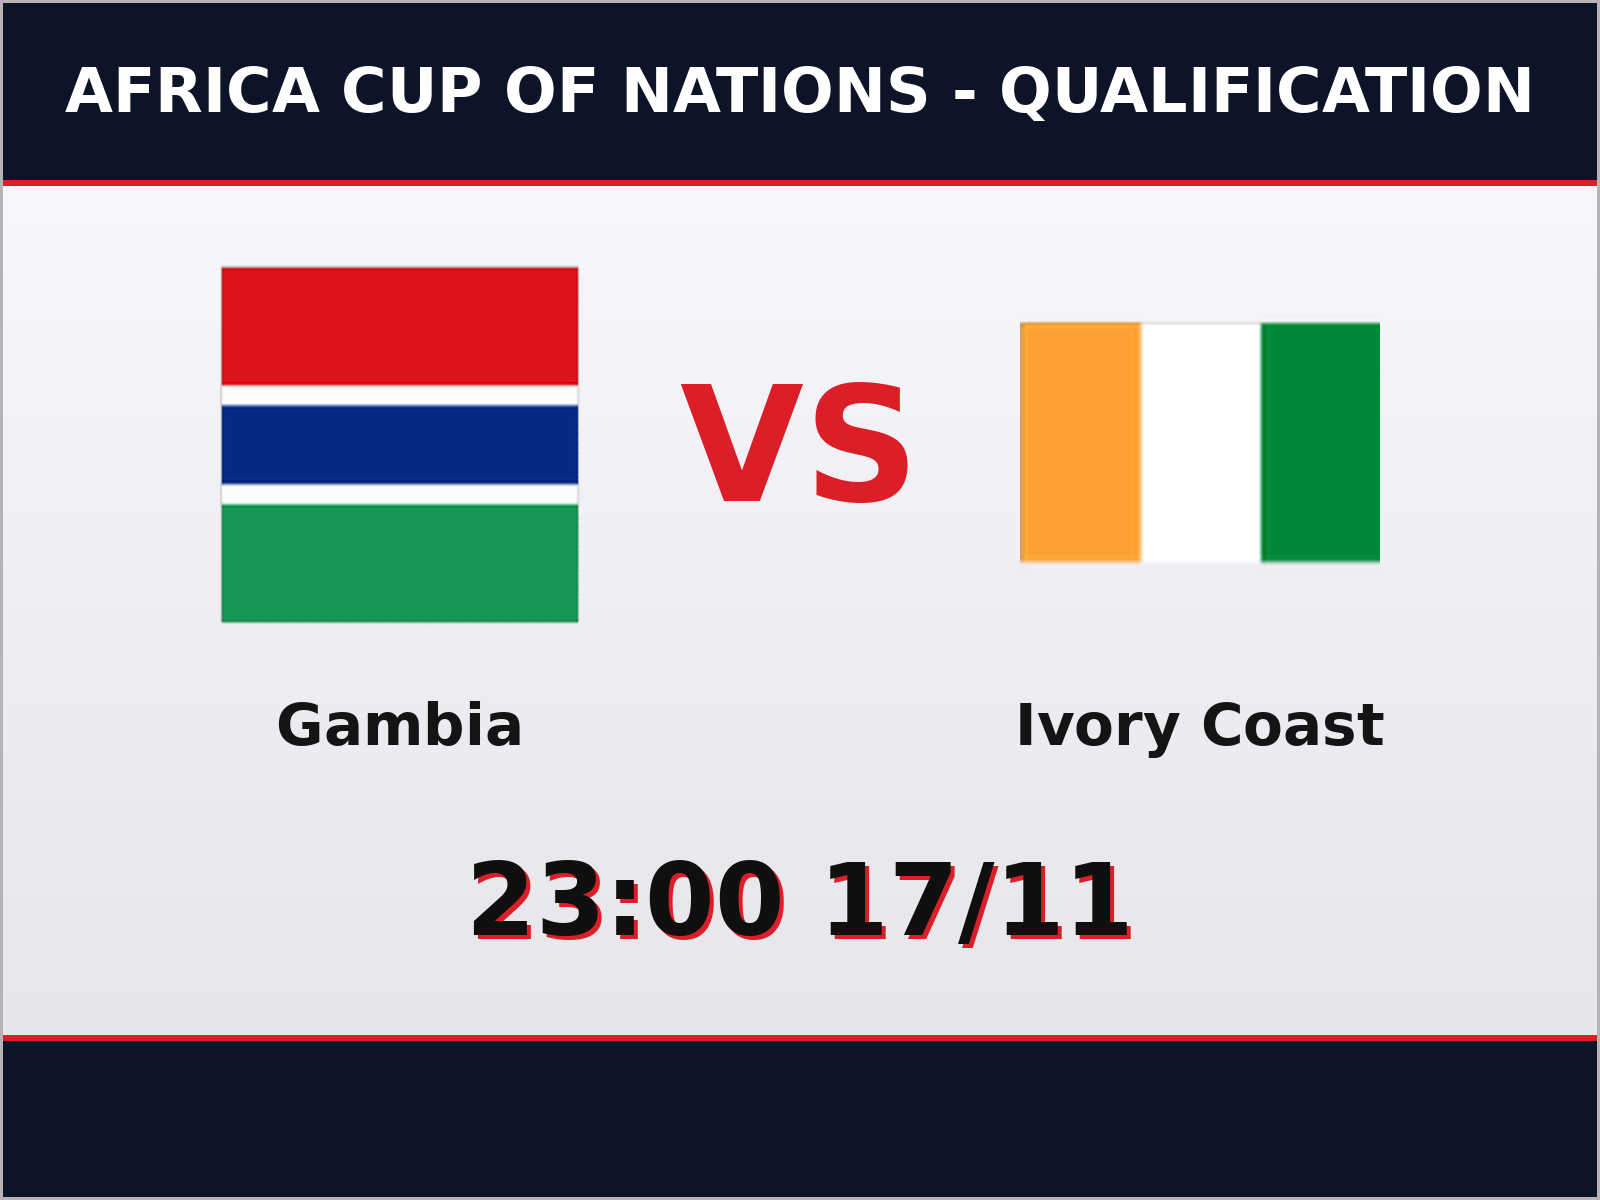 AFRICA CUP OF NATIONS - QUALIFICATION
VS
Gambia
Ivory Coast
23:00 17/11